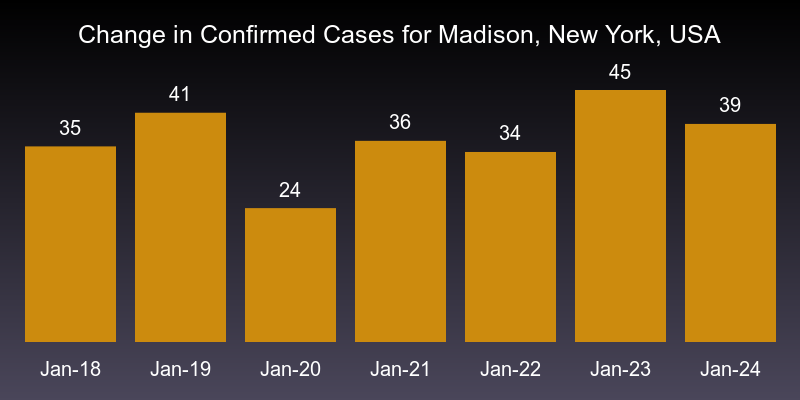 Change in Confirmed Cases for Madison, New York, USA
35
41
24
36
34
45
39
Jan-18
Jan-19
Jan-20
Jan-21
Jan-22
Jan-23
Jan-24